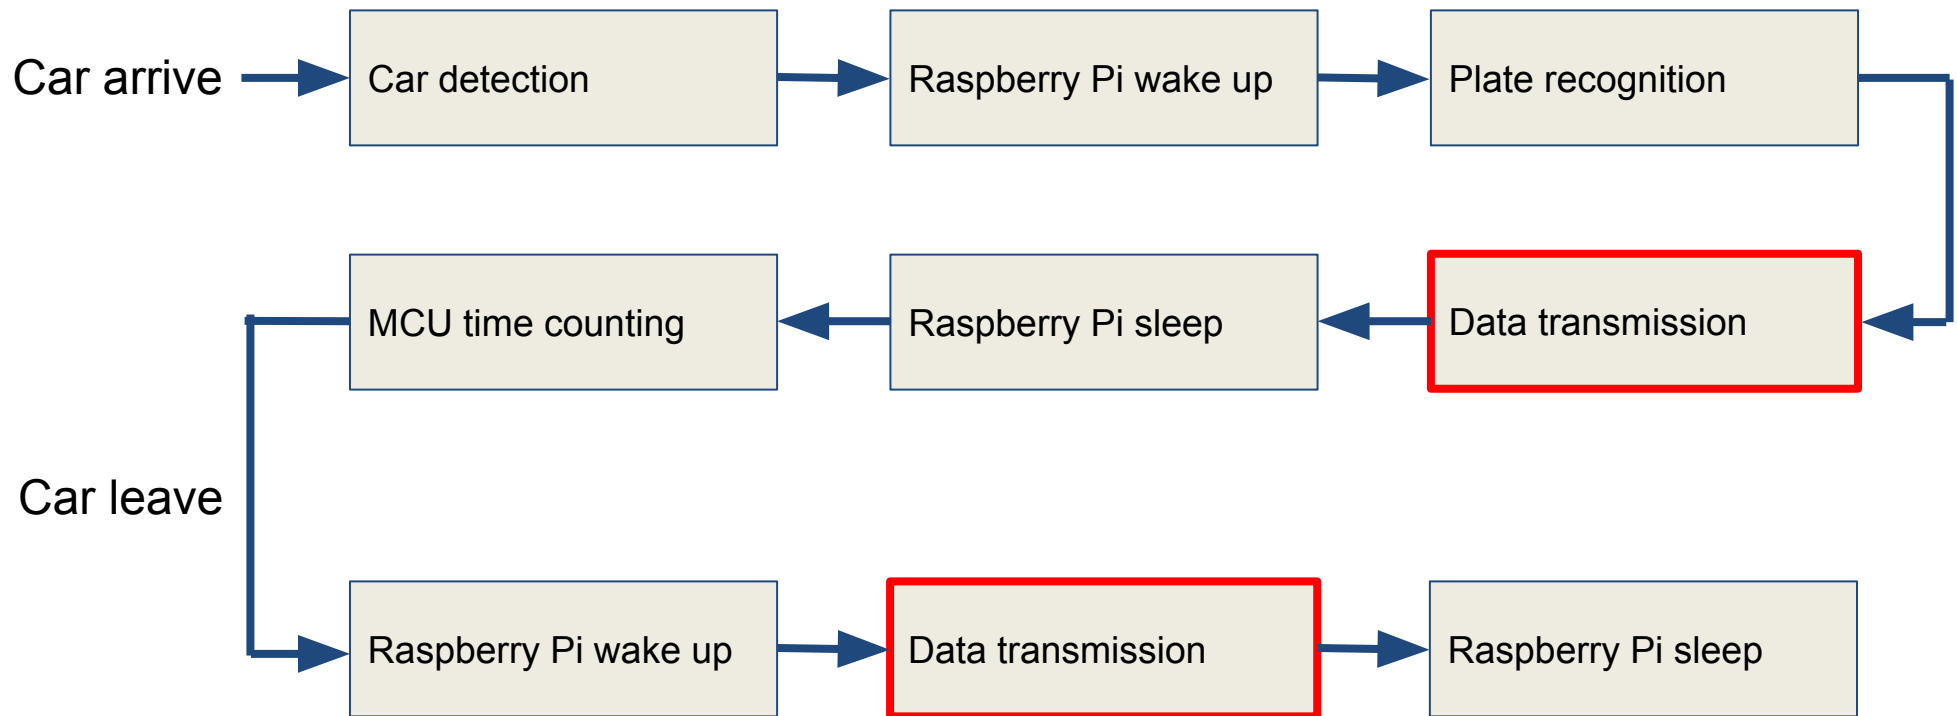 Car arrive
Car detection
Raspberry Pi wake up
Plate recognition
Data transmission
Raspberry Pi sleep
MCU time counting
Car leave
Raspberry Pi wake up
Data transmission
Raspberry Pi sleep